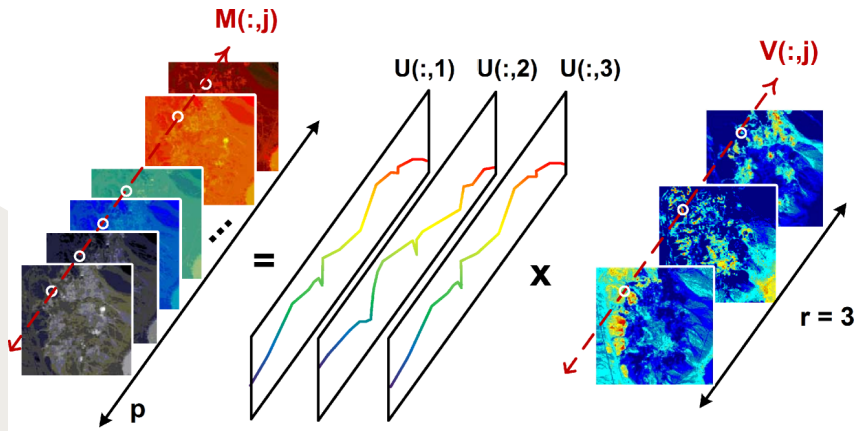 M(:,j)
U(:,1) U(:,2) U(:,3)
V(:,j)
...
=
x
r = 3
p